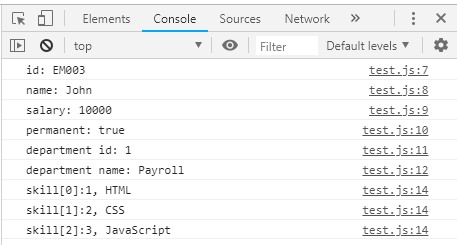 Elements Console Sources Network »
top Filter Default levels
id: EM003 test.js:7
name: John test.js:8
salary: 10000 test.js:9
permanent: true test.js:10
department id: 1 test.js:11
department name: Payroll test.js:12
skill[0]:1, HTML test.js:14
skill[1]:2, CSS test.js:14
skill[2]:3, JavaScript test.js:14